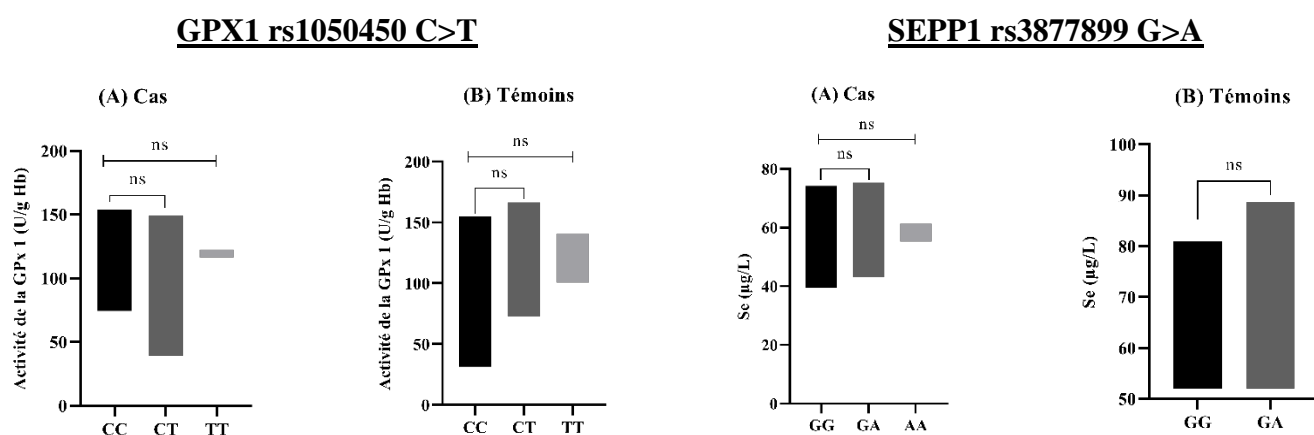 GPX1 rs1050450 C>T
(A) Cas
ns
ns
Activité de la GPx 1 (U/g Hb)
200
150
100
50
0
CC CT TT
(B) Témoins
ns
ns
Activité de la GPx 1 (U/g Hb)
200
150
100
50
0
CC CT TT
SEPP1 rs3877899 G>A
(A) Cas
ns
ns
Se (µg/L)
80
60
40
20
0
GG GA AA
(B) Témoins
ns
Se (µg/L)
100
90
80
70
60
50
GG GA